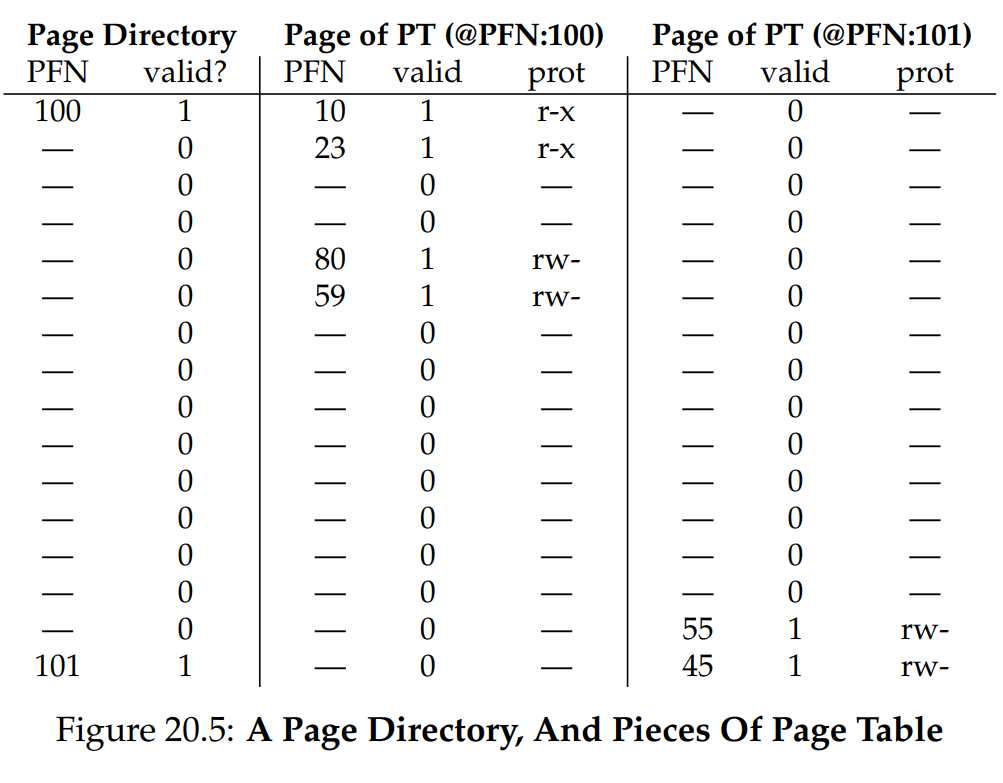 Page Directory Page of PT (@PFN:100) Page of PT (@PFN:101)
PFN valid? PFN valid prot PFN valid prot
100 1 10 1 r-x — 0 —
— 0 23 1 r-x — 0 —
— 0 — 0 — — 0 —
— 0 — 0 — — 0 —
— 0 80 1 rw- — 0 —
— 0 59 1 rw- — 0 —
— 0 — 0 — — 0 —
— 0 — 0 — — 0 —
— 0 — 0 — — 0 —
— 0 — 0 — — 0 —
— 0 — 0 — — 0 —
— 0 — 0 — — 0 —
— 0 — 0 — — 0 —
— 0 — 0 — — 0 —
— 0 — 0 — 55 1 rw-
101 1 — 0 — 45 1 rw-
Figure 20.5: A Page Directory, And Pieces Of Page Table